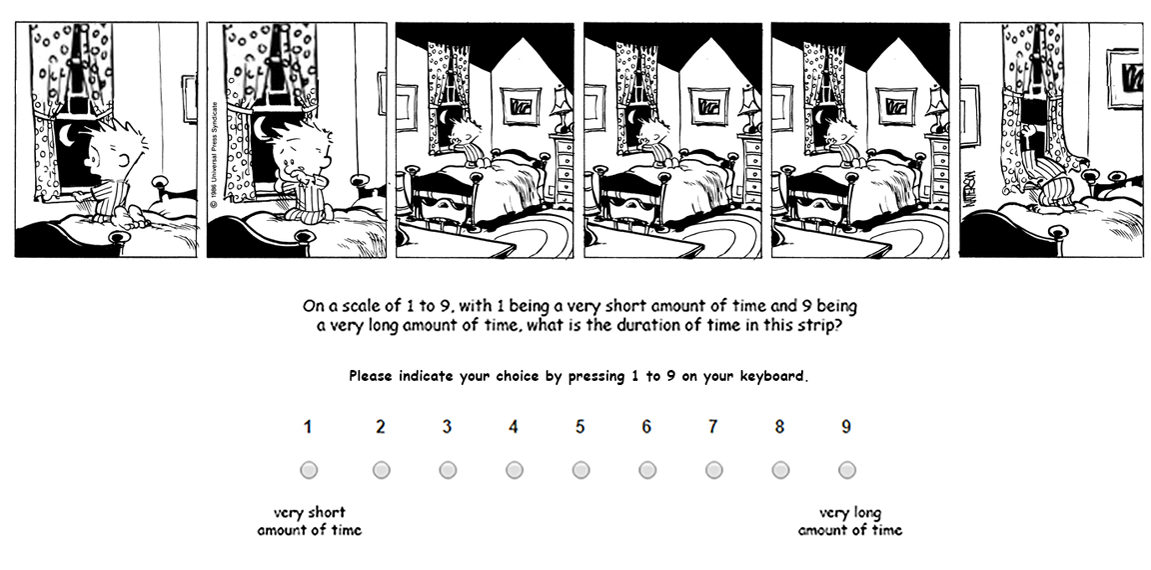 © 1986 Universal Press Syndicate
On a scale of 1 to 9, with 1 being a very short amount of time and 9 being
a very long amount of time, what is the duration of time in this strip?
Please indicate your choice by pressing 1 to 9 on your keyboard.
1 2 3 4 5 6 7 8 9
very short
amount of time
very long
amount of time